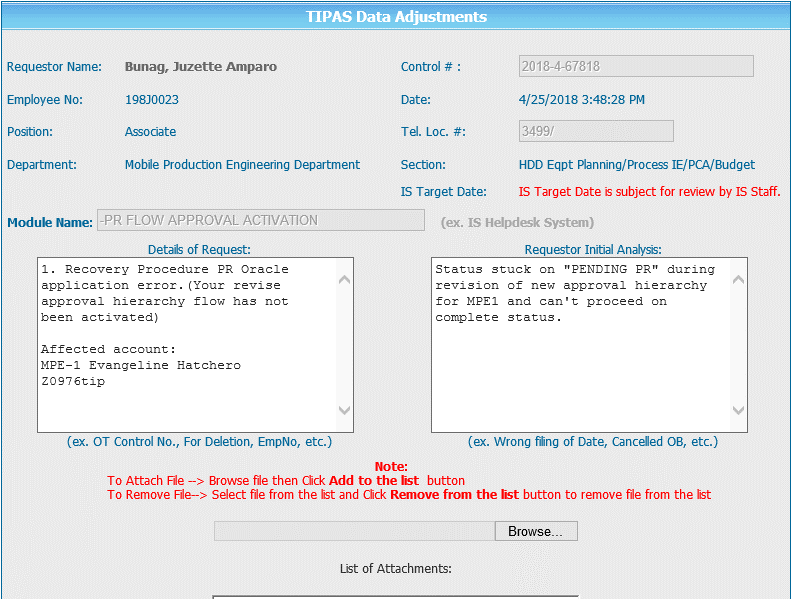 TIPAS Data Adjustments
Requestor Name: Bunag, Juzette Amparo Control # : 2018-4-67818
Employee No: 198J0023 Date: 4/25/2018 3:48:28 PM
Position: Associate Tel. Loc. #: 3499/
Department: Mobile Production Engineering Department Section: HDD Eqpt Planning/Process IE/PCA/Budget
IS Target Date: IS Target Date is subject for review by IS Staff.
Module Name: -PR FLOW APPROVAL ACTIVATION (ex. IS Helpdesk System)
Details of Request:
1. Recovery Procedure PR Oracle
application error.(Your revise
approval hierarchy flow has not
been activated)
Affected account:
MPE-1 Evangeline Hatchero
Z0976tip
(ex. OT Control No., For Deletion, EmpNo, etc.)
Requestor Initial Analysis:
Status stuck on "PENDING PR" during
revision of new approval hierarchy
for MPE1 and can't proceed on
complete status.
(ex. Wrong filing of Date, Cancelled OB, etc.)
Note:
To Attach File --> Browse file then Click Add to the list button
To Remove File--> Select file from the list and Click Remove from the list button to remove file from the list
Browse...
List of Attachments: